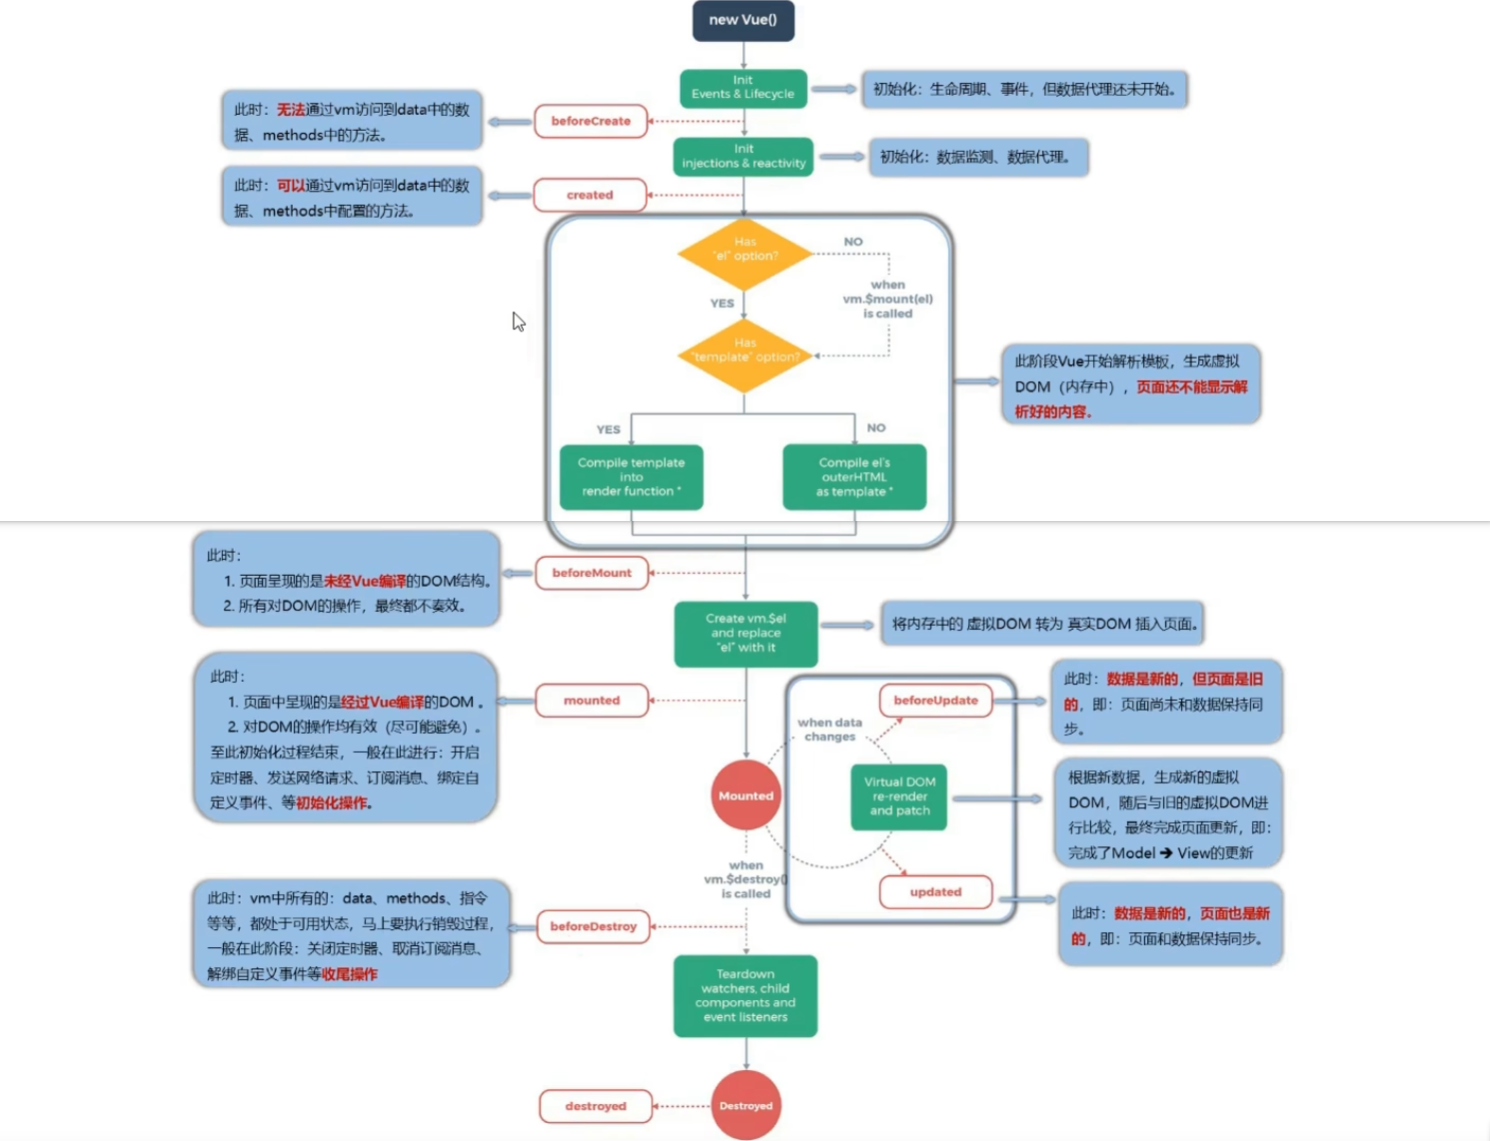 new Vue()
Init
Events & Lifecycle
初始化：生命周期、事件，但数据代理还未开始。
此时：无法通过vm访问到data中的数
据、methods中的方法。
beforeCreate
Init
injections & reactivity
初始化：数据监测、数据代理。
此时：可以通过vm访问到data中的数
据、methods中配置的方法。
created
Has
"el" option?
NO
when
vm.$mount(el)
is called
YES
Has
"template" option?
此阶段Vue开始解析模板，生成虚拟
DOM（内存中），页面还不能显示解
析好的内容。
YES
NO
Compile template
into
render function *
Compile el's
outerHTML
as template *
此时：
1. 页面呈现的是未经Vue编译的DOM结构。
2. 所有对DOM的操作，最终都不奏效。
beforeMount
Create vm.$el
and replace
"el" with it
将内存中的 虚拟DOM 转为 真实DOM 插入页面。
此时：
1. 页面中呈现的是经过Vue编译的DOM 。
2. 对DOM的操作均有效（尽可能避免）。
至此初始化过程结束，一般在此进行：开启
定时器、发送网络请求、订阅消息、绑定自
定义事件、等初始化操作。
mounted
beforeUpdate
此时：数据是新的，但页面是旧
的，即：页面尚未和数据保持同
步。
when data
changes
Mounted
Virtual DOM
re-render
and patch
根据新数据，生成新的虚拟
DOM，随后与旧的虚拟DOM进
行比较，最终完成页面更新，即：
完成了Model ➔ View的更新
when
vm.$destroy()
is called
updated
此时：数据是新的，页面也是新
的，即：页面和数据保持同步。
此时：vm中所有的：data、methods、指令
等等，都处于可用状态，马上要执行销毁过程，
一般在此阶段：关闭定时器、取消订阅消息、
解绑自定义事件等收尾操作
beforeDestroy
Teardown
watchers, child
components and
event listeners
destroyed
Destroyed